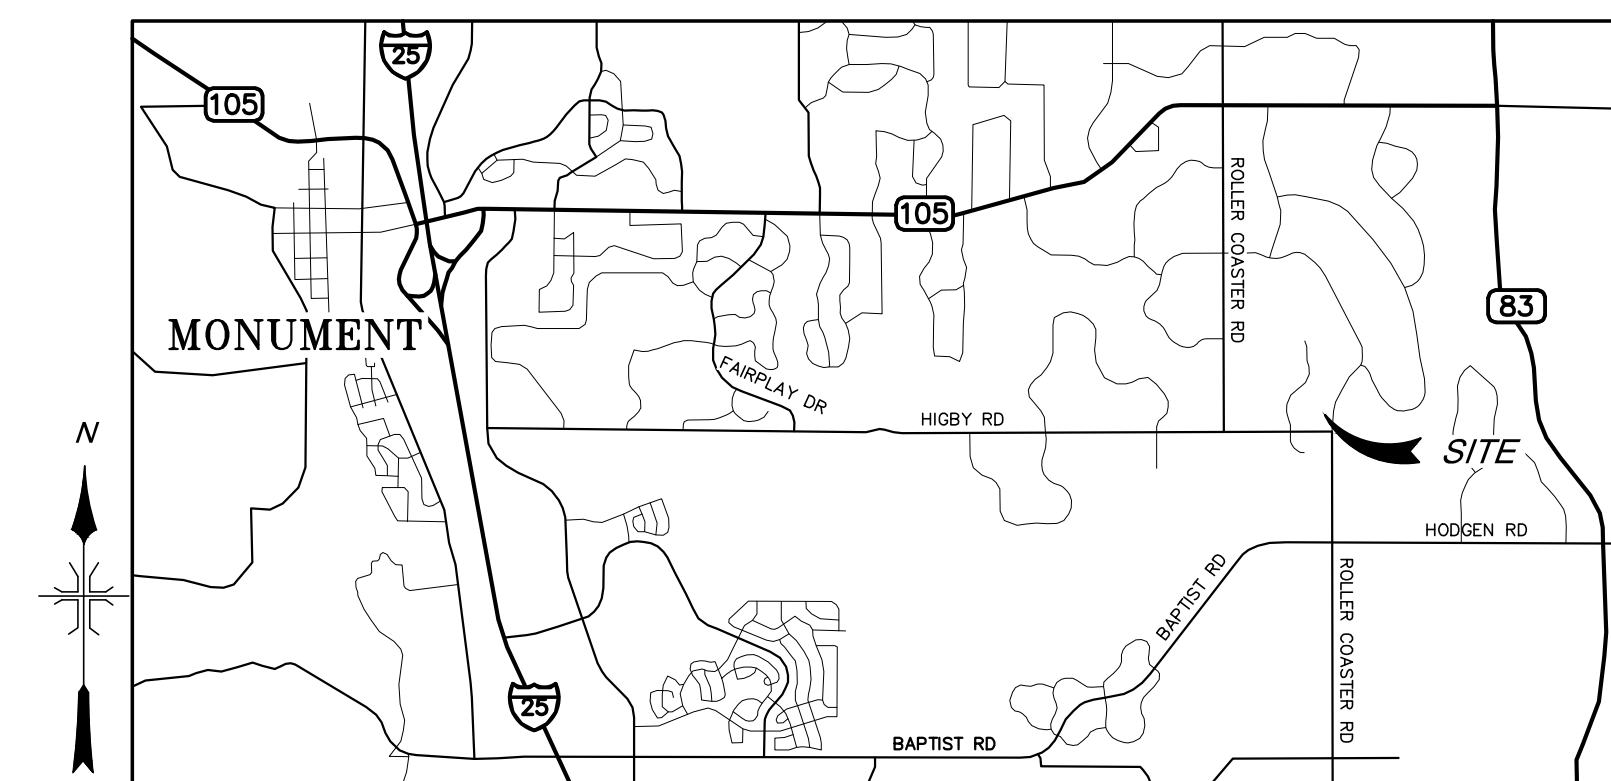 25
105
ROLLER COASTER RD
105
83
MONUMENT
FAIRPLAY DR
HIGBY RD
N
SITE
HODGEN RD
BAPTIST RD
ROLLER COASTER RD
25
BAPTIST RD